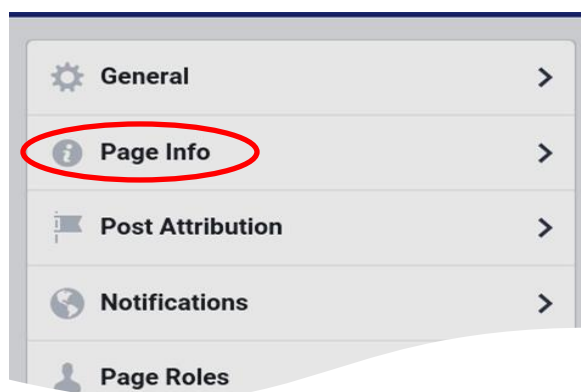 General
Page Info
Post Attribution
Notifications
Page Roles